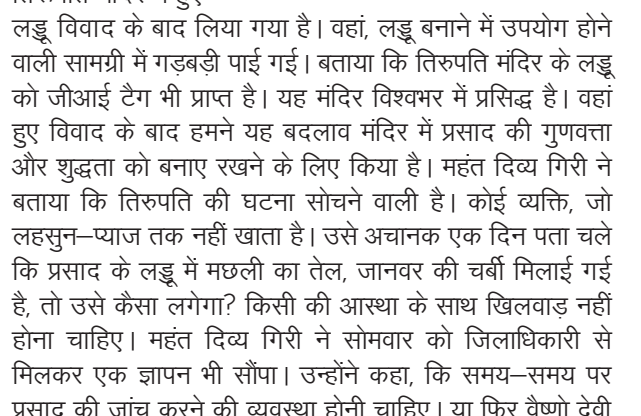 लड्डू विवाद के बाद लिया गया है। वहां, लड्डू बनाने में उपयोग होने
वाली सामग्री में गड़बड़ी पाई गई। बताया कि तिरुपति मंदिर के लड्डू
को जीआई टैग भी प्राप्त है। यह मंदिर विश्वभर में प्रसिद्ध है। वहां
हुए विवाद के बाद हमने यह बदलाव मंदिर में प्रसाद की गुणवत्ता
और शुद्धता को बनाए रखने के लिए किया है। महंत दिव्य गिरी ने
बताया कि तिरुपति की घटना सोचने वाली है। कोई व्यक्ति, जो
लहसुन–प्याज तक नहीं खाता है। उसे अचानक एक दिन पता चले
कि प्रसाद के लड्डू में मछली का तेल, जानवर की चर्बी मिलाई गई
है, तो उसे कैसा लगेगा? किसी की आस्था के साथ खिलवाड़ नहीं
होना चाहिए। महंत दिव्य गिरी ने सोमवार को जिलाधिकारी से
मिलकर एक ज्ञापन भी सौंपा। उन्होंने कहा, कि समय–समय पर
प्रसाद की जांच करने की व्यवस्था होनी चाहिए। या फिर वैष्णो देवी